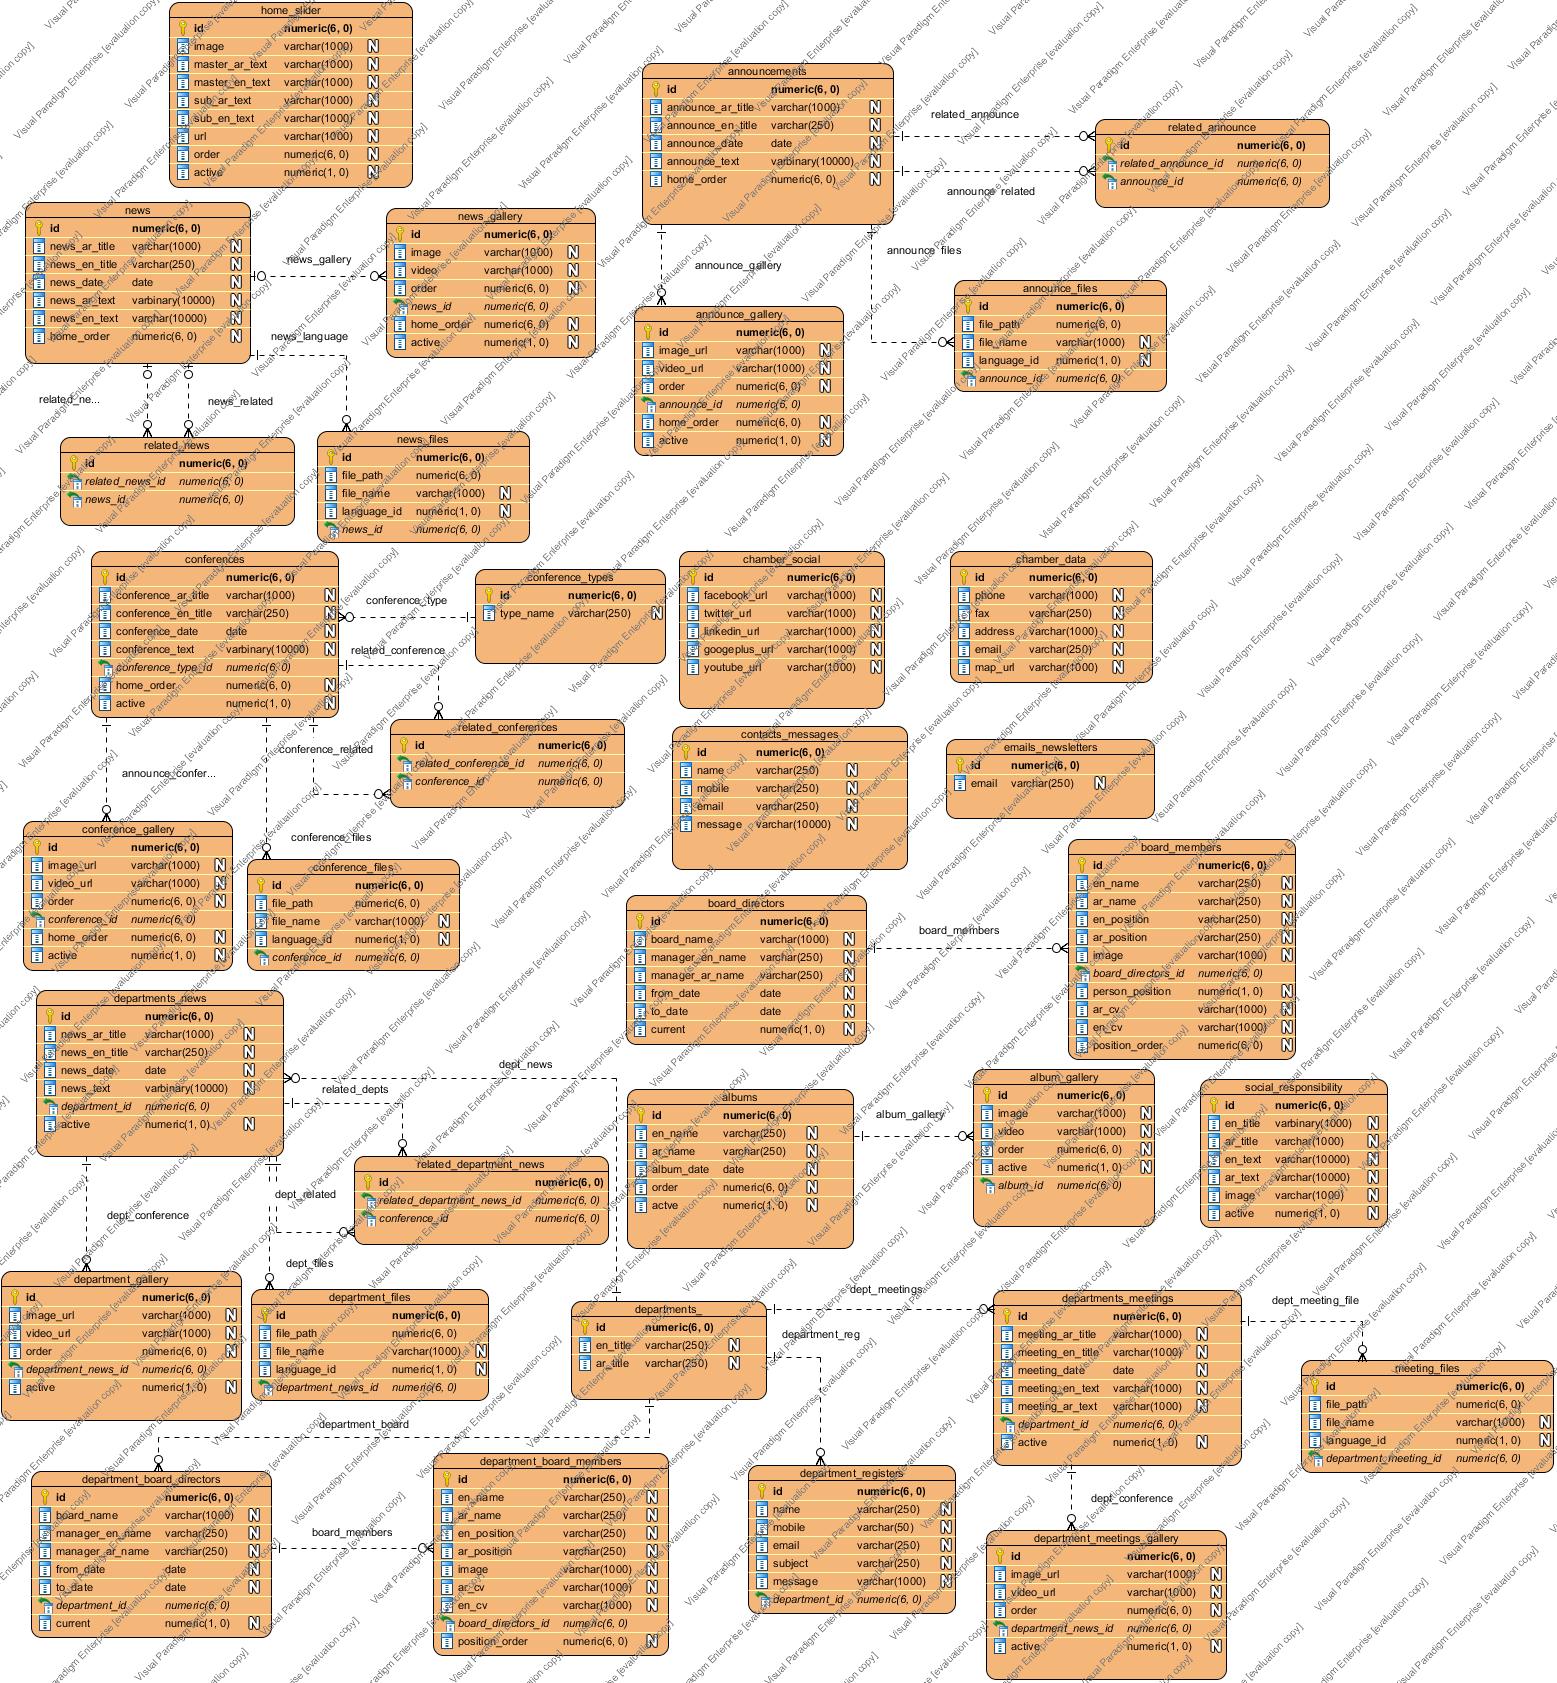 home_slider
id numeric(6, 0)
image varchar(1000) N
master_ar_text varchar(1000) N
master_en_text varchar(1000) N
sub_ar_text varchar(1000) N
sub_en_text varchar(1000) N
url varchar(1000) N
order numeric(6, 0) N
active numeric(1, 0) N
announcements
id numeric(6, 0)
announce_ar_title varchar(1000) N
announce_en_title varchar(250) N
announce_date date N
announce_text varbinary(10000) N
home_order numeric(6, 0) N
related_announce
announce_related
related_announce
id numeric(6, 0)
related_announce_id numeric(6, 0)
announce_id numeric(6, 0)
news
id numeric(6, 0)
news_ar_title varchar(1000) N
news_en_title varchar(250) N
news_date date N
news_ar_text varbinary(10000) N
news_en_text varbinary(10000) N
home_order numeric(6, 0) N
news_gallery
news_language
news_gallery
id numeric(6, 0)
image varchar(1000) N
video varchar(1000) N
order numeric(6, 0) N
news_id numeric(6, 0)
home_order numeric(6, 0) N
active numeric(1, 0) N
announce_gallery
announce_files
announce_gallery
id numeric(6, 0)
image_url varchar(1000) N
video_url varchar(1000) N
order numeric(6, 0) N
announce_id numeric(6, 0)
home_order numeric(6, 0) N
active numeric(1, 0) N
announce_files
id numeric(6, 0)
file_path numeric(6, 0)
file_name varchar(1000) N
language_id numeric(1, 0) N
announce_id numeric(6, 0)
related_ne...
news_related
related_news
id numeric(6, 0)
related_news_id numeric(6, 0)
news_id numeric(6, 0)
news_files
id numeric(6, 0)
file_path numeric(6, 0)
file_name varchar(1000) N
language_id numeric(1, 0) N
news_id numeric(6, 0)
conferences
id numeric(6, 0)
conference_ar_title varchar(1000) N
conference_en_title varchar(250) N
conference_date date N
conference_text varbinary(10000) N
conference_type_id numeric(6, 0)
home_order numeric(6, 0) N
active numeric(1, 0) N
conference_type
related_conference
conference_types
id numeric(6, 0)
type_name varchar(250) N
chamber_social
id numeric(6, 0)
facebook_url varchar(1000) N
twitter_url varchar(1000) N
linkedin_url varchar(1000) N
googeplus_url varchar(1000) N
youtube_url varchar(1000) N
chamber_data
id numeric(6, 0)
phone varchar(1000) N
fax varchar(250) N
address varchar(1000) N
email varchar(250) N
map_url varchar(1000) N
related_conferences
id numeric(6, 0)
related_conference_id numeric(6, 0)
conference_id numeric(6, 0)
conference_related
announce_confer...
conference_files
contacts_messages
id numeric(6, 0)
name varchar(250) N
mobile varchar(250) N
email varchar(250) N
message varchar(10000) N
emails_newsletters
id numeric(6, 0)
email varchar(250) N
conference_gallery
id numeric(6, 0)
image_url varchar(1000) N
video_url varchar(1000) N
order numeric(6, 0) N
conference_id numeric(6, 0)
home_order numeric(6, 0) N
active numeric(1, 0) N
conference_files
id numeric(6, 0)
file_path numeric(6, 0)
file_name varchar(1000) N
language_id numeric(1, 0) N
conference_id numeric(6, 0)
board_directors
id numeric(6, 0)
board_name varchar(1000) N
manager_en_name varchar(250) N
manager_ar_name varchar(250) N
from_date date N
to_date date N
current numeric(1, 0) N
board_members
board_members
id numeric(6, 0)
en_name varchar(250) N
ar_name varchar(250) N
en_position varchar(250) N
ar_position varchar(250) N
image varchar(1000) N
board_directors_id numeric(6, 0)
person_position numeric(1, 0) N
ar_cv varchar(1000) N
en_cv varchar(1000) N
position_order numeric(6, 0) N
departments_news
id numeric(6, 0)
news_ar_title varchar(1000) N
news_en_title varchar(250) N
news_date date N
news_text varbinary(10000) N
department_id numeric(6, 0)
active numeric(1, 0) N
dept_news
related_depts
albums
id numeric(6, 0)
en_name varchar(250) N
ar_name varchar(250) N
album_date date N
order numeric(6, 0) N
actve numeric(1, 0) N
album_gallery
album_gallery
id numeric(6, 0)
image varchar(1000) N
video varchar(1000) N
order numeric(6, 0) N
active numeric(1, 0) N
album_id numeric(6, 0)
social_responsibility
id numeric(6, 0)
en_title varbinary(1000) N
ar_title varchar(1000) N
en_text varchar(10000) N
ar_text varchar(10000) N
image varchar(1000) N
active numeric(1, 0) N
related_department_news
id numeric(6, 0)
related_department_news_id numeric(6, 0)
conference_id numeric(6, 0)
dept_related
dept_conference
dept_files
department_gallery
id numeric(6, 0)
image_url varchar(1000) N
video_url varchar(1000) N
order numeric(6, 0) N
department_news_id numeric(6, 0)
active numeric(1, 0) N
department_files
id numeric(6, 0)
file_path numeric(6, 0)
file_name varchar(1000) N
language_id numeric(1, 0) N
department_news_id numeric(6, 0)
departments_
id numeric(6, 0)
en_title varchar(250) N
ar_title varchar(250) N
dept_meetings
department_reg
departments_meetings
id numeric(6, 0)
meeting_ar_title varchar(1000) N
meeting_en_title varchar(1000) N
meeting_date date N
meeting_en_text varchar(1000) N
meeting_ar_text varchar(1000) N
department_id numeric(6, 0)
active numeric(1, 0) N
dept_meeting_file
meeting_files
id numeric(6, 0)
file_path numeric(6, 0)
file_name varchar(1000) N
language_id numeric(1, 0) N
department_meeting_id numeric(6, 0)
department_board
department_board_directors
id numeric(6, 0)
board_name varchar(1000) N
manager_en_name varchar(250) N
manager_ar_name varchar(250) N
from_date date N
to_date date N
department_id numeric(6, 0)
current numeric(1, 0) N
board_members
department_board_members
id numeric(6, 0)
en_name varchar(250) N
ar_name varchar(250) N
en_position varchar(250) N
ar_position varchar(250) N
image varchar(1000) N
ar_cv varchar(1000) N
en_cv varchar(1000) N
board_directors_id numeric(6, 0)
position_order numeric(6, 0) N
department_registers
id numeric(6, 0)
name varchar(250) N
mobile varchar(50) N
email varchar(250) N
subject varchar(250) N
message varchar(1000) N
department_id numeric(6, 0)
dept_conference
department_meetings_gallery
id numeric(6, 0)
image_url varchar(1000) N
video_url varchar(1000) N
order numeric(6, 0) N
department_news_id numeric(6, 0)
active numeric(1, 0) N
Visual Paradigm Enterprise [evaluation copy]